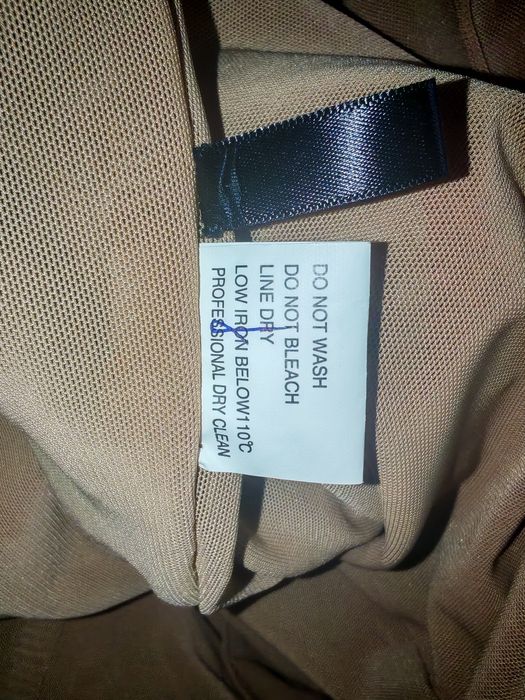 DO NOT WASH
DO NOT BLEACH
LINE DRY
LOW IRON BELOW110℃
PROFESSIONAL DRY CLEAN